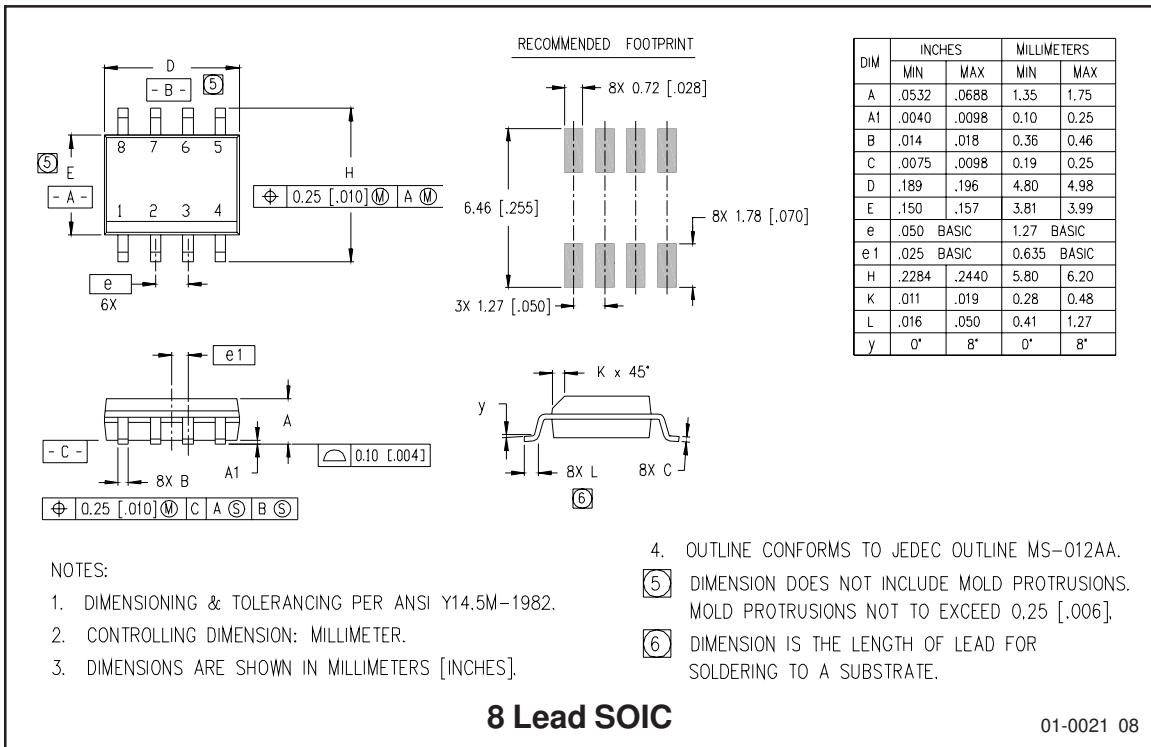 D
- B -
5
8 7 6 5
5
E
- A -
H
⌖ 0.25 [.010] Ⓜ A Ⓜ
1 2 3 4
e
6X
RECOMMENDED FOOTPRINT
8X 0.72 [.028]
6.46 [.255]
8X 1.78 [.070]
3X 1.27 [.050]
DIM INCHES MILLIMETERS
MIN MAX MIN MAX
A .0532 .0688 1.35 1.75
A1 .0040 .0098 0.10 0.25
B .014 .018 0.36 0.46
C .0075 .0098 0.19 0.25
D .189 .196 4.80 4.98
E .150 .157 3.81 3.99
e .050 BASIC 1.27 BASIC
e1 .025 BASIC 0.635 BASIC
H .2284 .2440 5.80 6.20
K .011 .019 0.28 0.48
L .016 .050 0.41 1.27
y 0° 8° 0° 8°
e1
A
- C -
8X B
A1
⌓ 0.10 [.004]
⌖ 0.25 [.010] Ⓜ C A Ⓢ B Ⓢ
K x 45°
y
8X L
8X C
6
NOTES:
1. DIMENSIONING & TOLERANCING PER ANSI Y14.5M-1982.
2. CONTROLLING DIMENSION: MILLIMETER.
3. DIMENSIONS ARE SHOWN IN MILLIMETERS [INCHES].
4. OUTLINE CONFORMS TO JEDEC OUTLINE MS-012AA.
5 DIMENSION DOES NOT INCLUDE MOLD PROTRUSIONS.
MOLD PROTRUSIONS NOT TO EXCEED 0.25 [.006].
6 DIMENSION IS THE LENGTH OF LEAD FOR
SOLDERING TO A SUBSTRATE.
8 Lead SOIC
01-0021 08